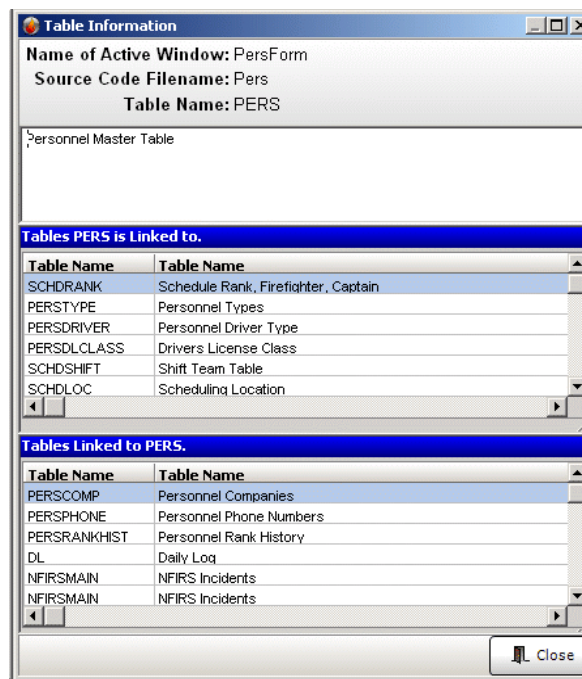 Table Information
Name of Active Window: PersForm
Source Code Filename: Pers
Table Name: PERS
Personnel Master Table
Tables PERS is Linked to.
Table Name Table Name
SCHDRANK Schedule Rank, Firefighter, Captain
PERSTYPE Personnel Types
PERSDRIVER Personnel Driver Type
PERSDLCLASS Drivers License Class
SCHDSHIFT Shift Team Table
SCHDLOC Scheduling Location
Tables Linked to PERS.
Table Name Table Name
PERSCOMP Personnel Companies
PERSPHONE Personnel Phone Numbers
PERSRANKHIST Personnel Rank History
DL Daily Log
NFIRSMAIN NFIRS Incidents
NFIRSMAIN NFIRS Incidents
Close